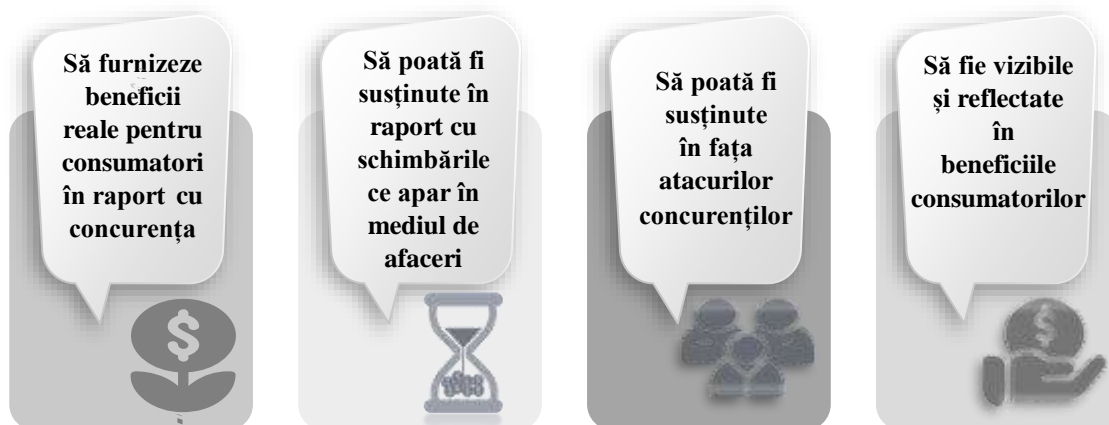 Să furnizeze
beneficii
reale pentru
consumatori
în raport cu
concurența
Să poată fi
susținute în
raport cu
schimbările
ce apar în
mediul de
afaceri
Să poată fi
susținute
în fața
atacurilor
concurenților
Să fie vizibile
și reflectate
în
beneficiile
consumatorilor
$
$